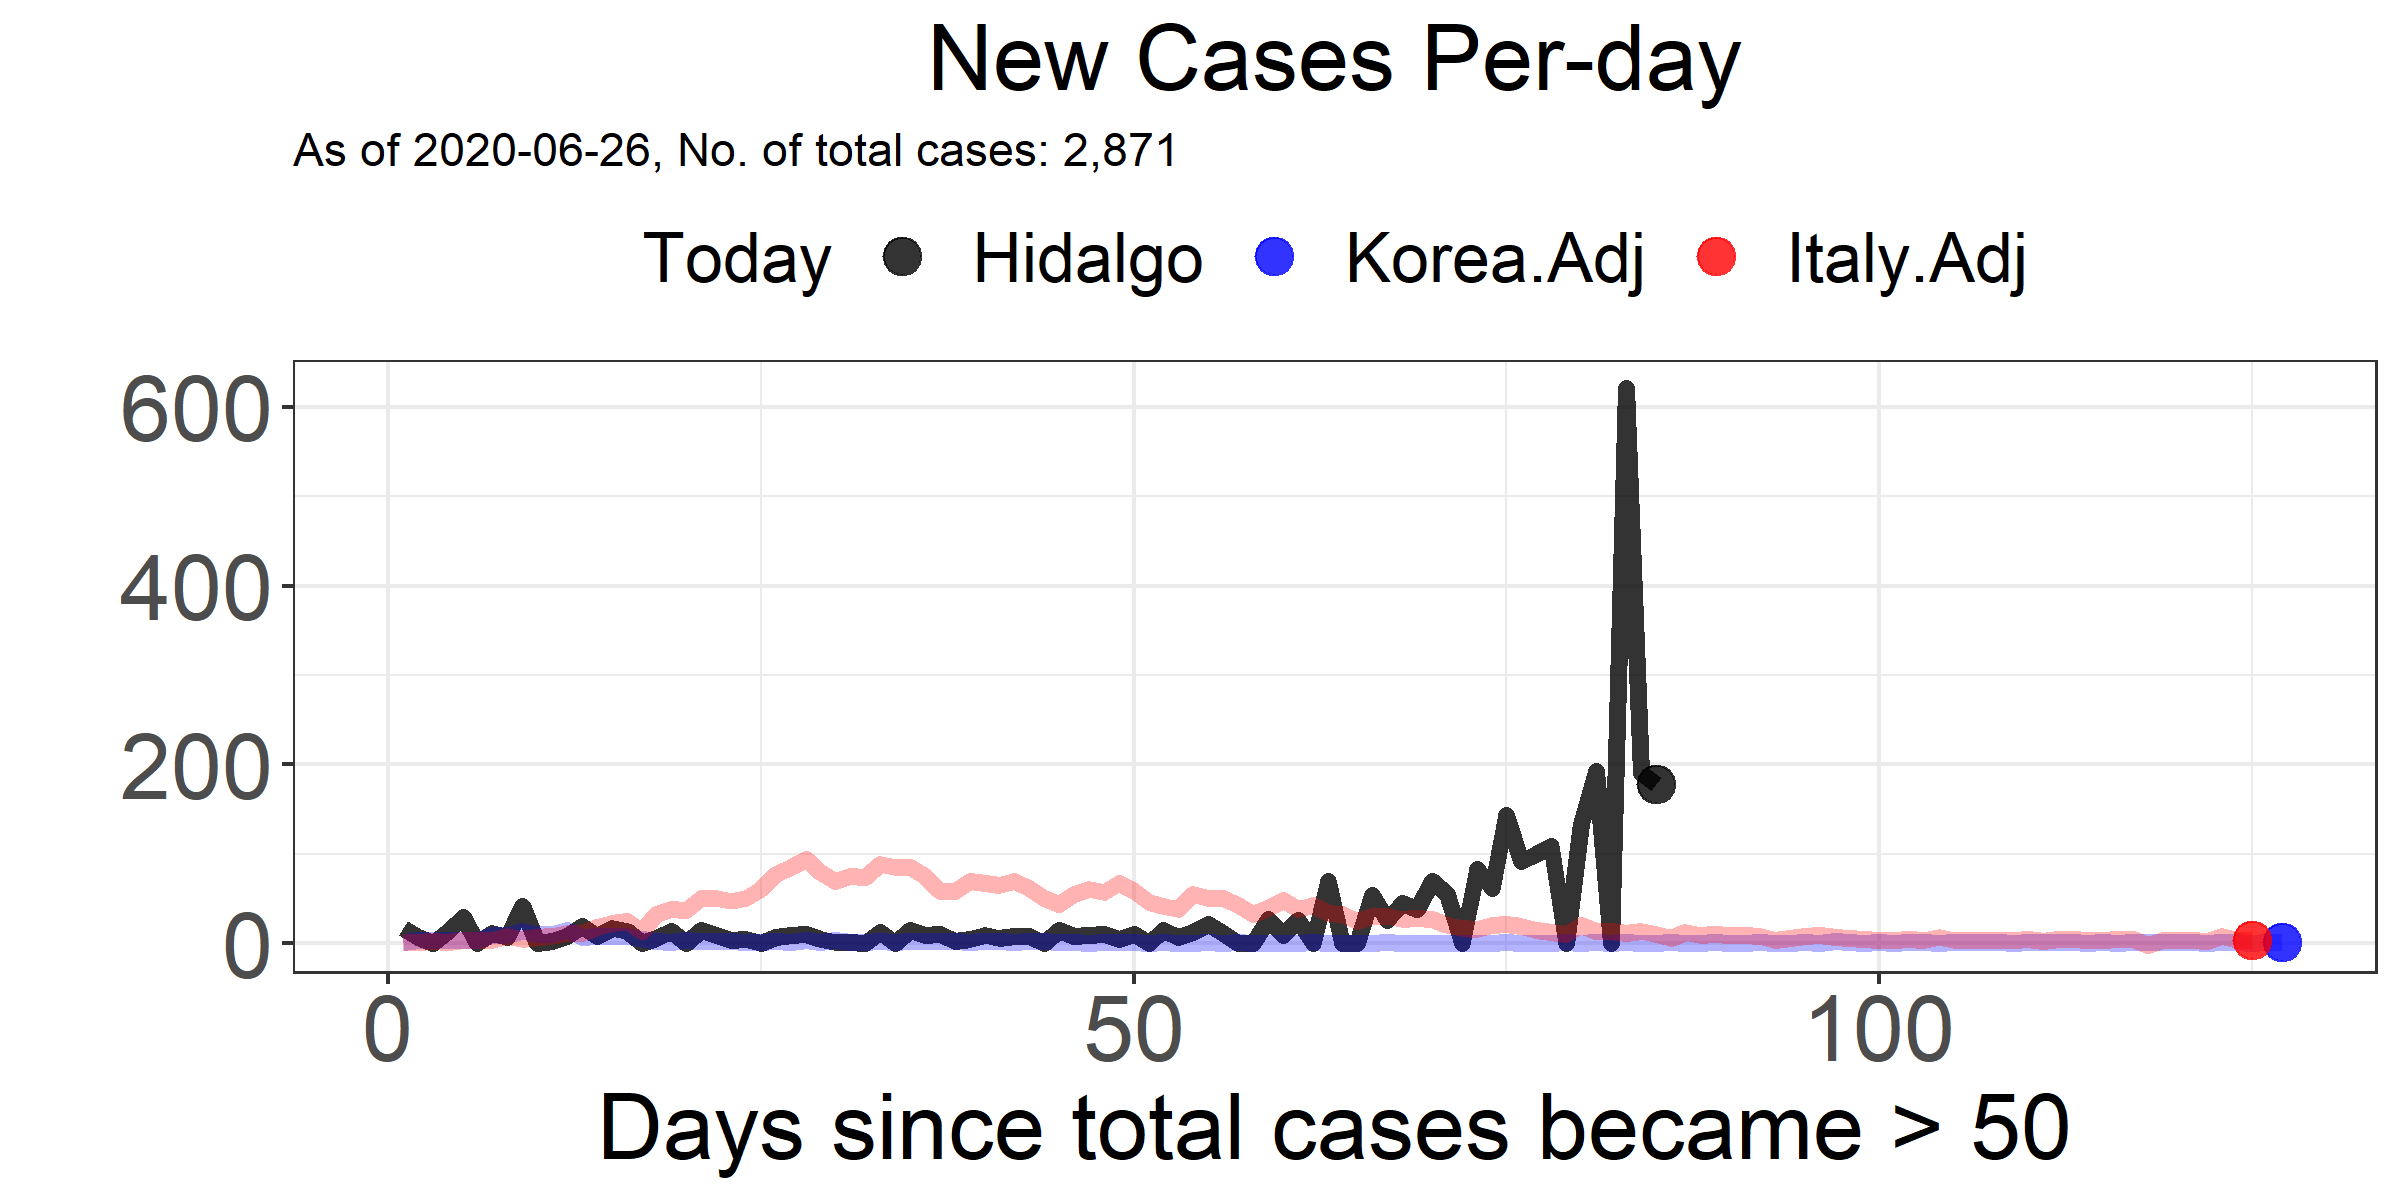 New Cases Per-day
As of 2020-06-26, No. of total cases: 2,871
Today Hidalgo Korea.Adj Italy.Adj
600
400
200
0
0 50 100
Days since total cases became > 50